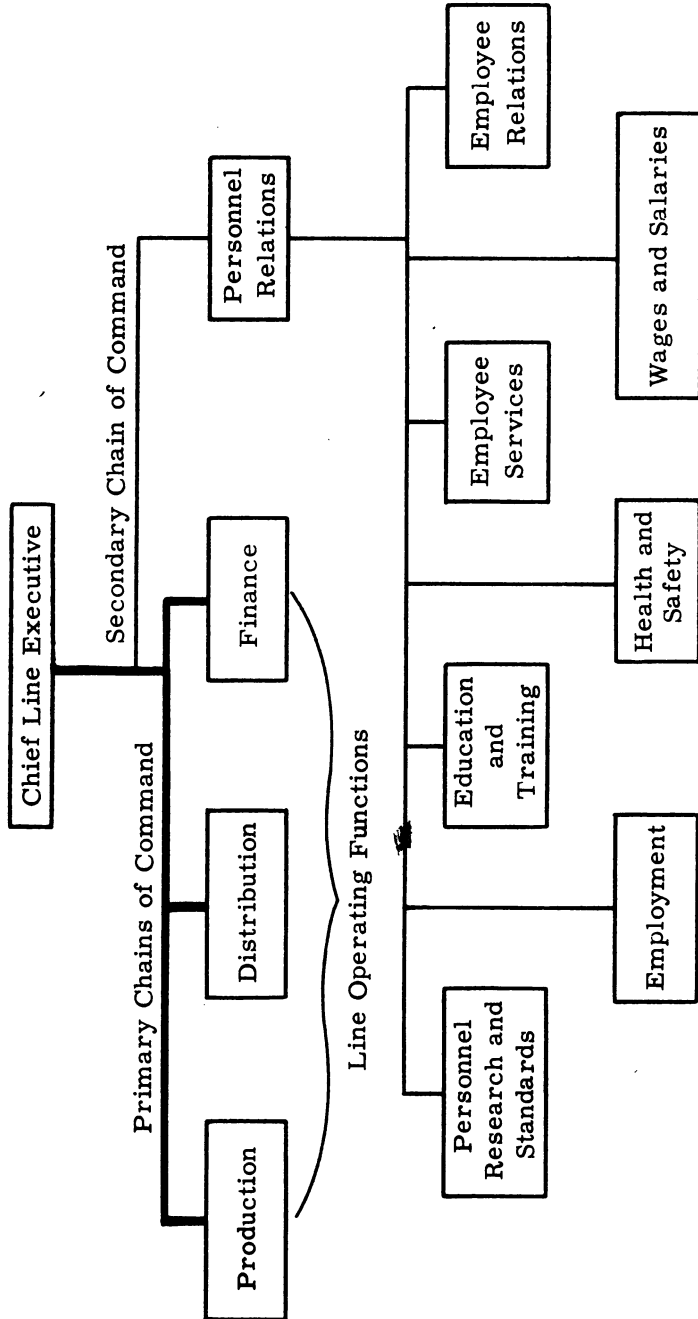 Chief Line Executive
Primary Chains of Command
Secondary Chain of Command
Production
Distribution
Finance
Personnel
Relations
Line Operating Functions
Personnel
Research and
Standards
Education
and
Training
Employee
Services
Employee
Relations
Employment
Health and
Safety
Wages and Salaries